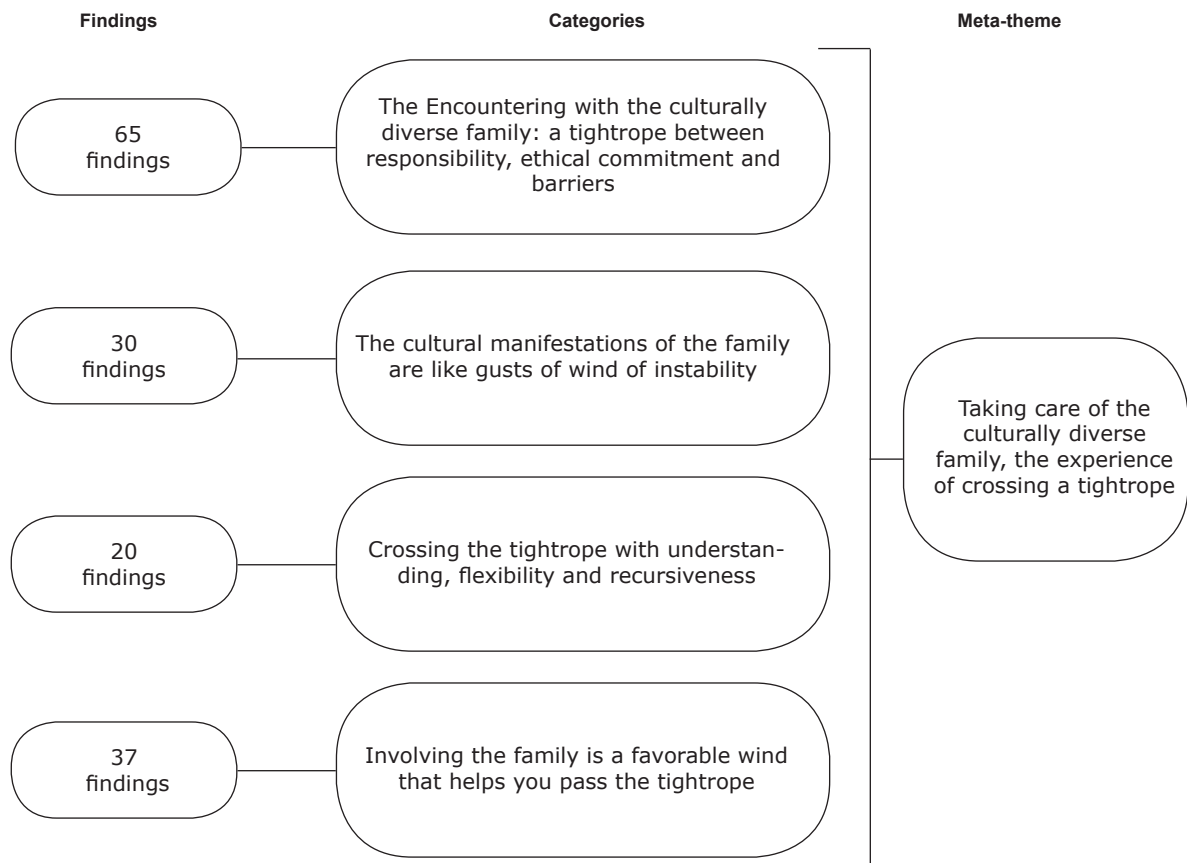 Findings
Categories
Meta-theme
65
findings
The Encountering with the culturally
diverse family: a tightrope between
responsibility, ethical commitment and
barriers
30
findings
The cultural manifestations of the family
are like gusts of wind of instability
20
findings
Crossing the tightrope with understan-
ding, flexibility and recursiveness
37
findings
Involving the family is a favorable wind
that helps you pass the tightrope
Taking care of the
culturally diverse
family, the experience
of crossing a tightrope